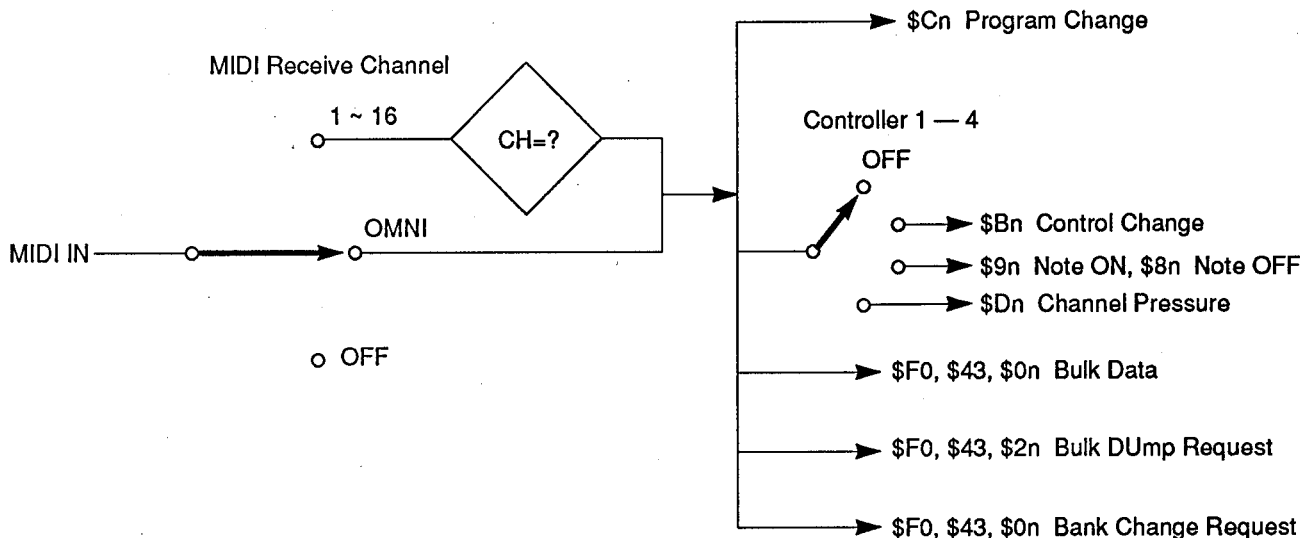 $Cn Program Change
MIDI Receive Channel
1 ~ 16
CH=?
Controller 1 — 4
OFF
$Bn Control Change
OMNI
MIDI IN
$9n Note ON, $8n Note OFF
$Dn Channel Pressure
OFF
$F0, $43, $0n Bulk Data
$F0, $43, $2n Bulk DUmp Request
$F0, $43, $0n Bank Change Request